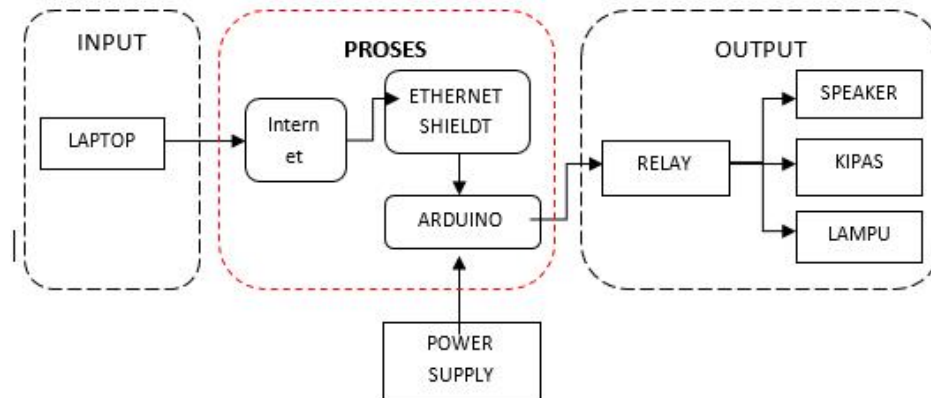 INPUT
LAPTOP
PROSES
Intern
et
ETHERNET
SHIELDT
ARDUINO
POWER
SUPPLY
OUTPUT
RELAY
SPEAKER
KIPAS
LAMPU